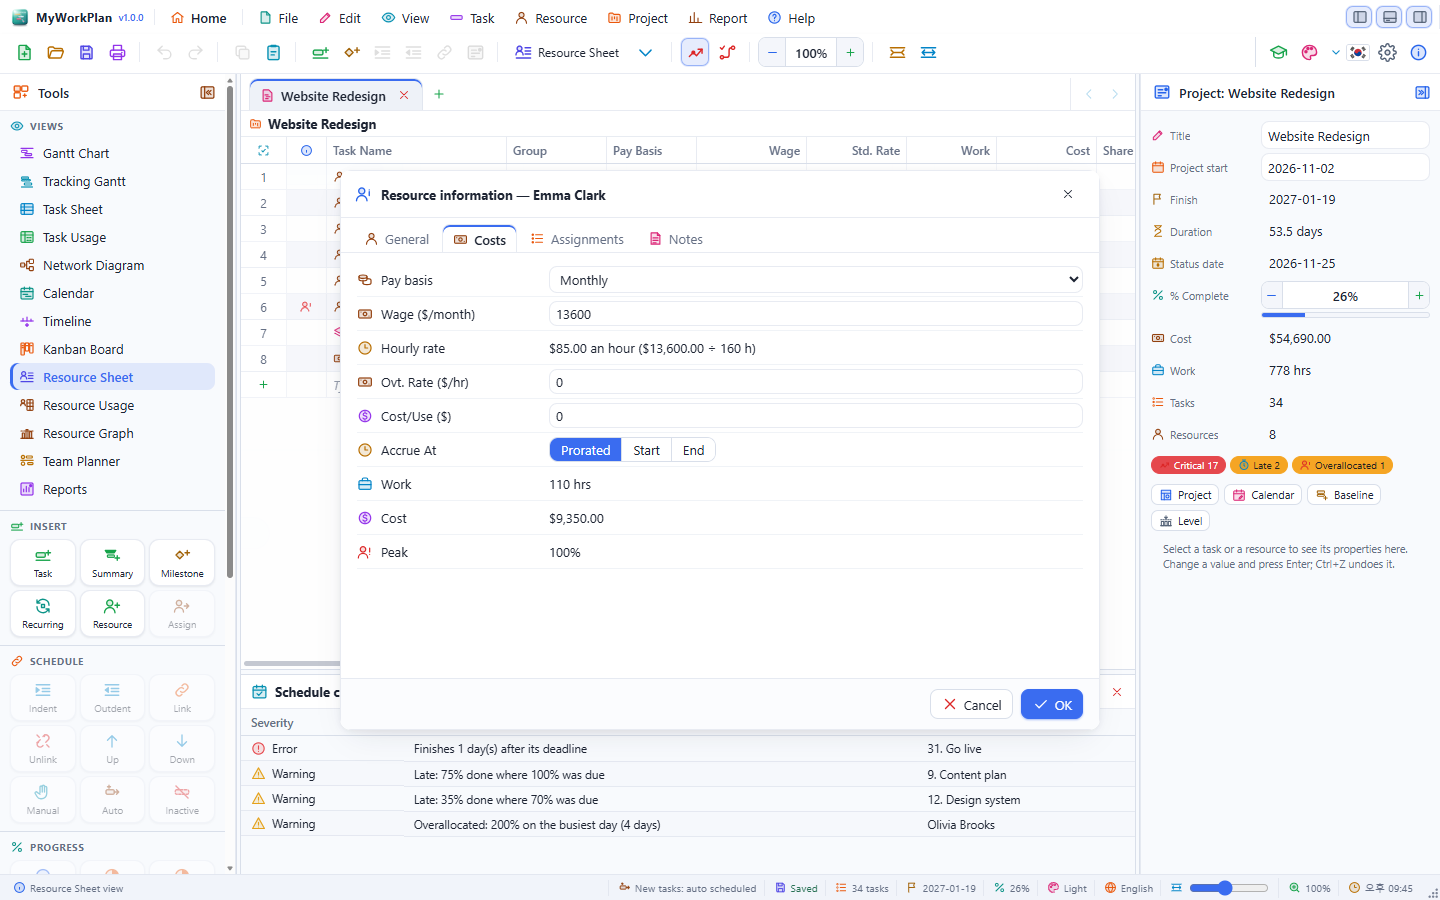 MyWorkPlan v1.0.0
Home
File
Edit
View
Task
Resource
Project
Report
Help
Resource Sheet
100%
Tools
VIEWS
Gantt Chart
Tracking Gantt
Task Sheet
Task Usage
Network Diagram
Calendar
Timeline
Kanban Board
Resource Sheet
Resource Usage
Resource Graph
Team Planner
Reports
INSERT
Task
Summary
Milestone
Recurring
Resource
Assign
SCHEDULE
Indent
Outdent
Link
Unlink
Up
Down
Manual
Auto
Inactive
PROGRESS
Website Redesign
Website Redesign
Task Name
Group
Pay Basis
Wage
Std. Rate
Work
Cost
Share
1
2
3
4
5
6
7
8
Resource information — Emma Clark
General
Costs
Assignments
Notes
Pay basis Monthly
Wage ($/month) 13600
Hourly rate $85.00 an hour ($13,600.00 ÷ 160 h)
Ovt. Rate ($/hr) 0
Cost/Use ($) 0
Accrue At Prorated Start End
Work 110 hrs
Cost $9,350.00
Peak 100%
Cancel
OK
Schedule c
Severity
Error Finishes 1 day(s) after its deadline 31. Go live
Warning Late: 75% done where 100% was due 9. Content plan
Warning Late: 35% done where 70% was due 12. Design system
Warning Overallocated: 200% on the busiest day (4 days) Olivia Brooks
Project: Website Redesign
Title Website Redesign
Project start 2026-11-02
Finish 2027-01-19
Duration 53.5 days
Status date 2026-11-25
% Complete 26%
Cost $54,690.00
Work 778 hrs
Tasks 34
Resources 8
Critical 17
Late 2
Overallocated 1
Project
Calendar
Baseline
Level
Select a task or a resource to see its properties here.
Change a value and press Enter; Ctrl+Z undoes it.
Resource Sheet view
New tasks: auto scheduled
Saved
34 tasks
2027-01-19
26%
Light
English
100%
오후 09:45